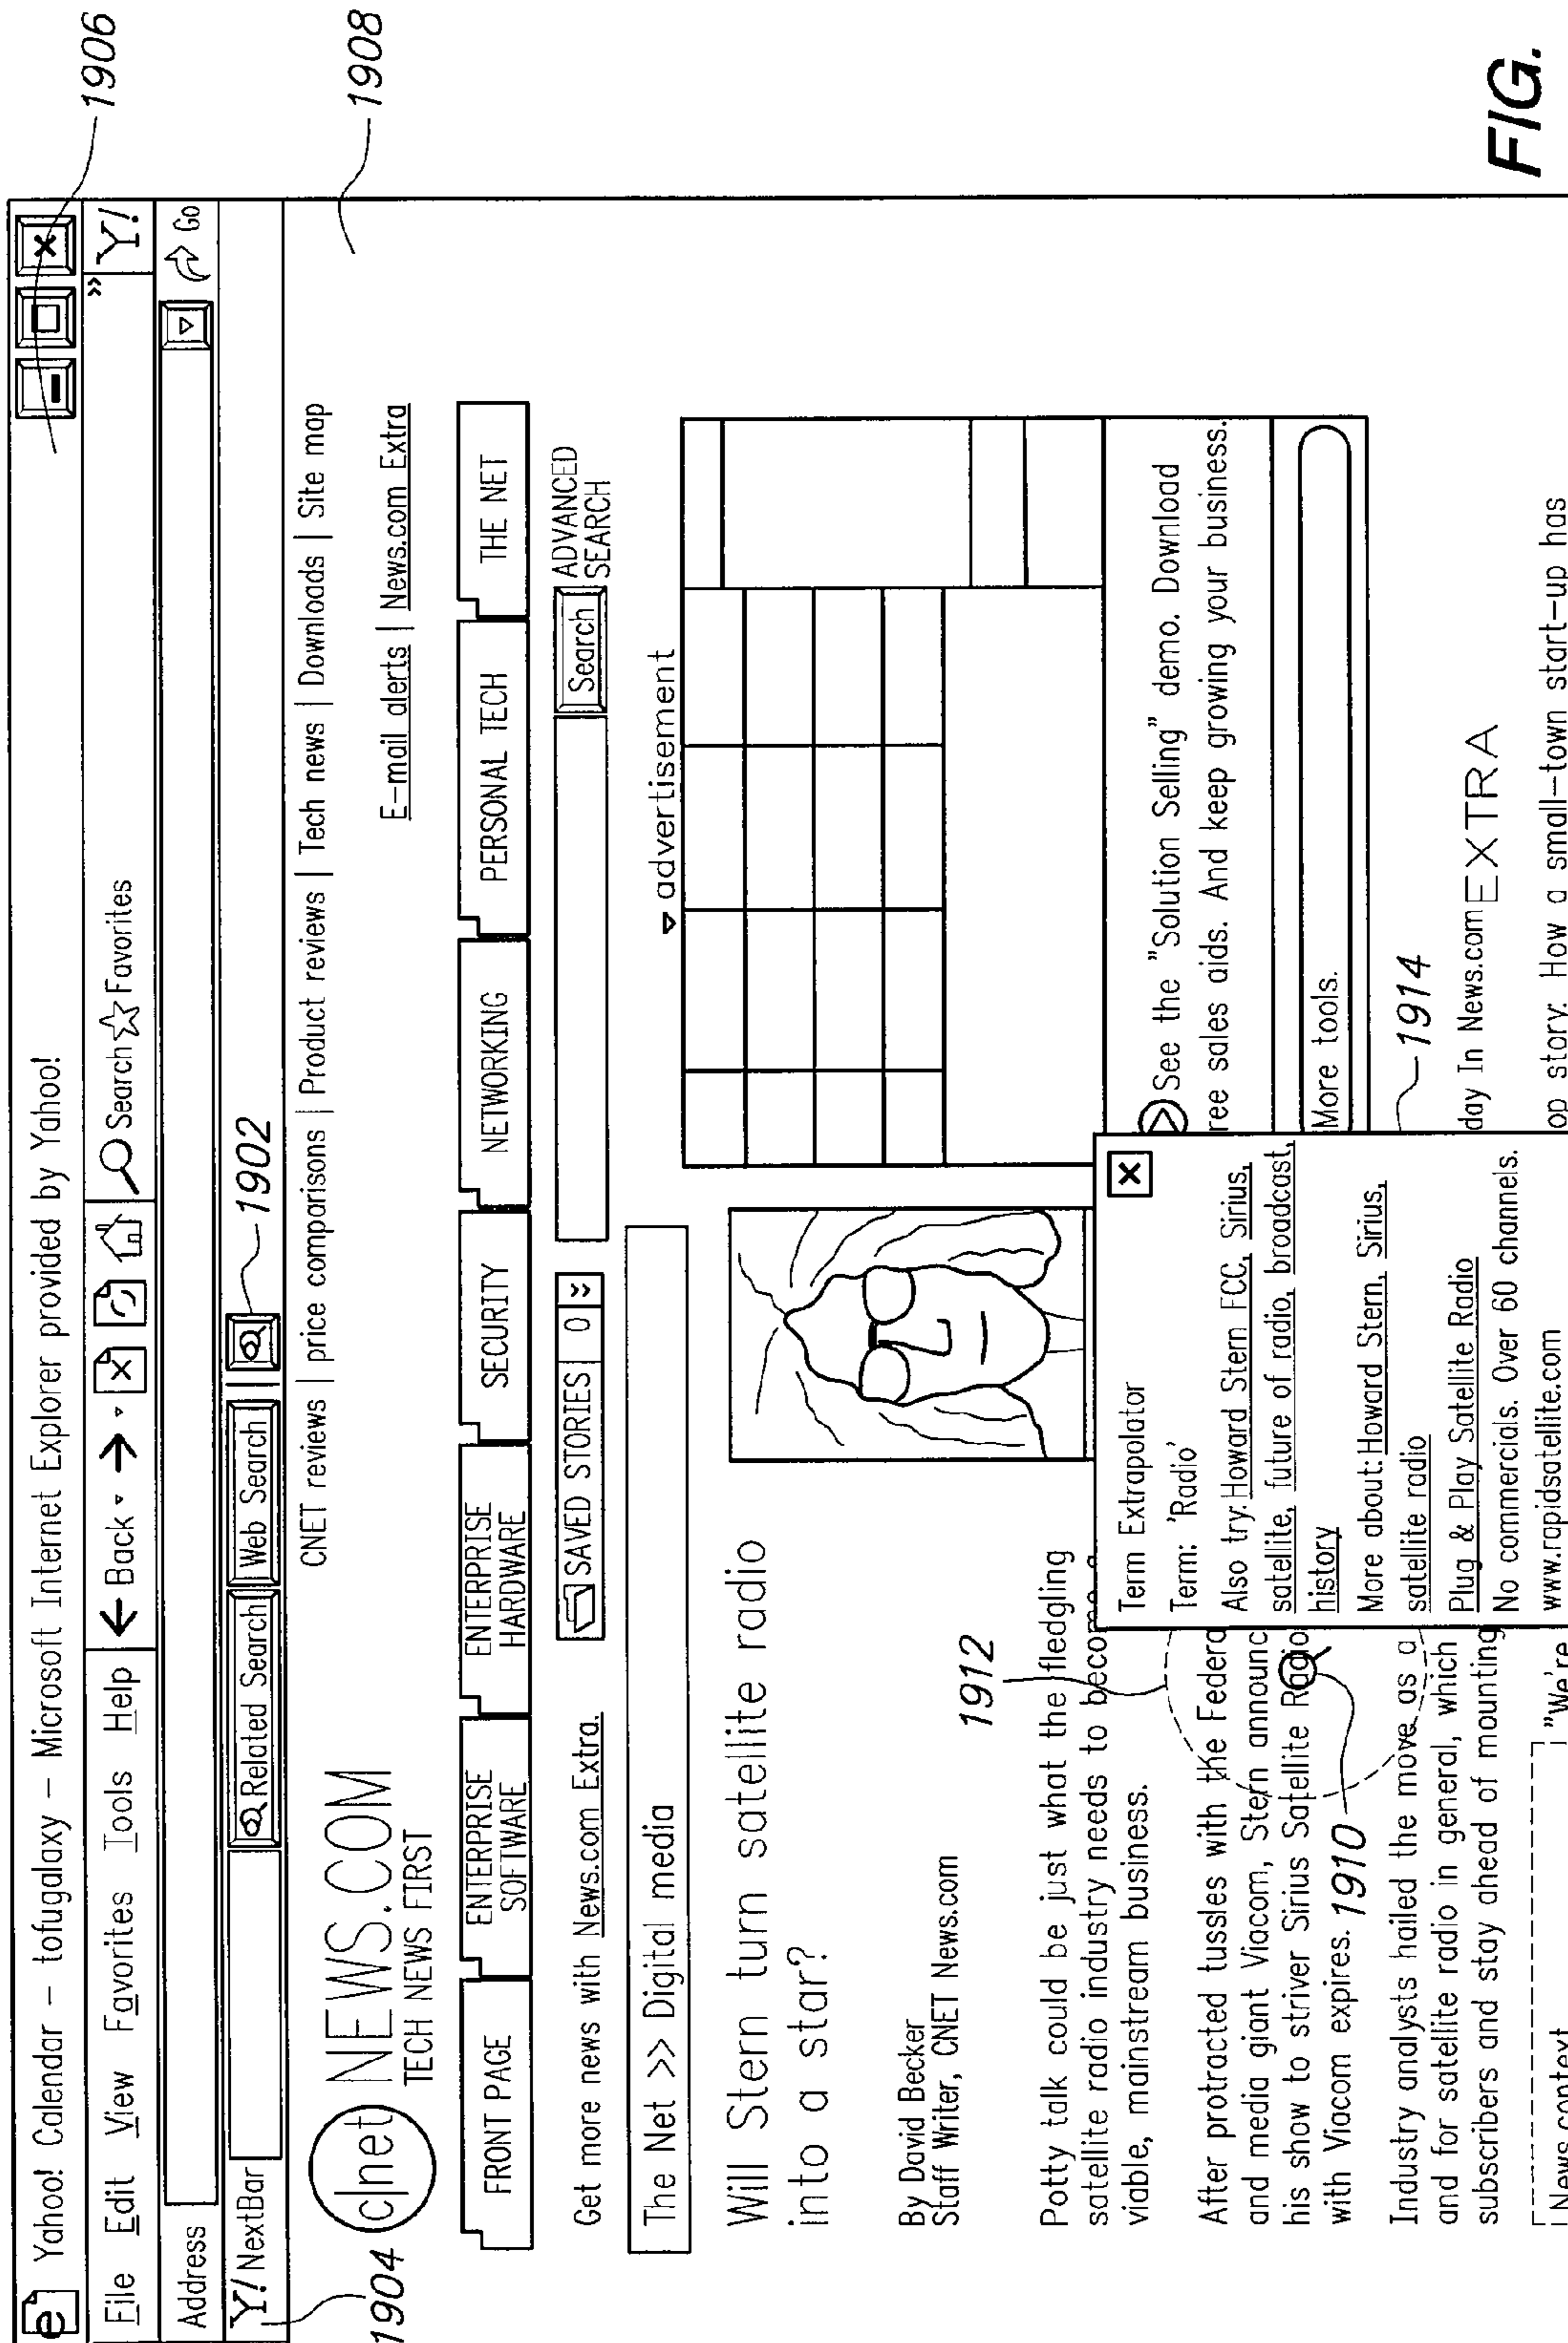 Yahoo! Calendar – tofugalaxy – Microsoft Internet Explorer provided by Yahoo!
1906
File Edit View Favorites Tools Help
Back
Search Favorites
»
Y!
Address
Go
Y! NextBar
Related Search
Web Search
1902
1904
1908
CNET reviews | price comparisons | Product reviews | Tech news | Downloads | Site map
c|net NEWS.COM
TECH NEWS FIRST
E-mail alerts | News.com Extra
FRONT PAGE
ENTERPRISE
SOFTWARE
ENTERPRISE
HARDWARE
SECURITY
NETWORKING
PERSONAL TECH
THE NET
Get more news with News.com Extra.
SAVED STORIES 0 »
Search
ADVANCED
SEARCH
The Net >> Digital media
advertisement
Will Stern turn satellite radio
into a star?
By David Becker
Staff Writer, CNET News.com
1912
Potty talk could be just what the fledgling
satellite radio industry needs to become a
viable, mainstream business.
After protracted tussles with the Federa
and media giant Viacom, Stern announc
his show to striver Sirius Satellite Radio
with Viacom expires. 1910
Industry analysts hailed the move as a
and for satellite radio in general, which
subscribers and stay ahead of mounting
News context
"We're
Term Extrapolator
X
Term: 'Radio'
Also try: Howard Stern FCC, Sirius,
satellite, future of radio, broadcast,
history
More about: Howard Stern, Sirius,
satellite radio
Plug & Play Satellite Radio
No commercials. Over 60 channels.
www.rapidsatellite.com
See the "Solution Selling" demo. Download
ree sales aids. And keep growing your business.
More tools.
1914
day In News.com EXTRA
op story: How a small-town start-up has
FIG.